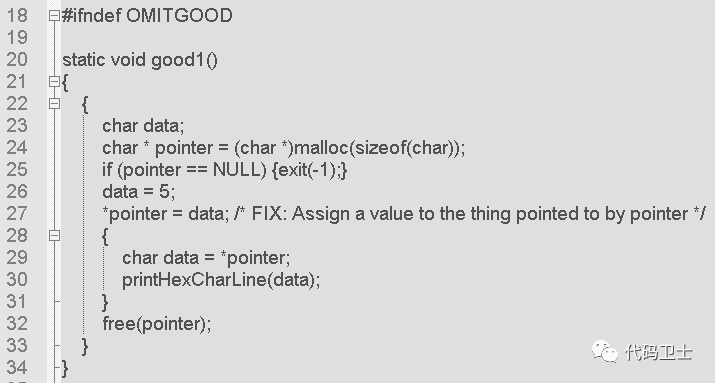 18 #ifndef OMITGOOD
19
20 static void good1()
21 {
22 {
23 char data;
24 char * pointer = (char *)malloc(sizeof(char));
25 if (pointer == NULL) {exit(-1);}
26 data = 5;
27 *pointer = data; /* FIX: Assign a value to the thing pointed to by pointer */
28 {
29 char data = *pointer;
30 printHexCharLine(data);
31 }
32 free(pointer);
33 }
34 }
代码卫士